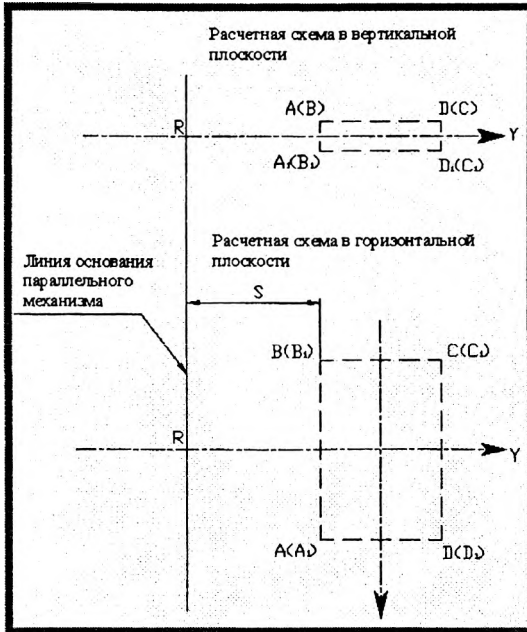 Расчетная схема в вертикальной
плоскости
A(B) D(C)
R Y
A₁(B₁) D₁(C₁)
Расчетная схема в горизонтальной
плоскости
Линия основания
параллельного
механизма
S
B(B₁) C(C₁)
R Y
A(A₁) D(D₁)